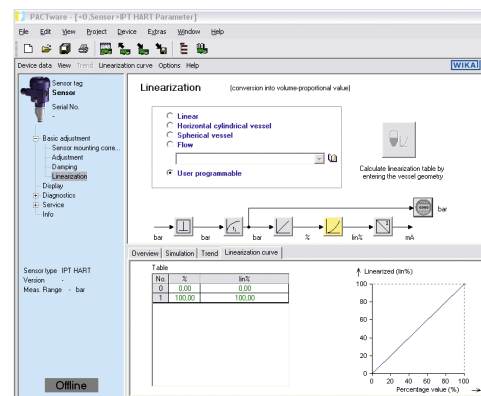 PACTware - [<0,Sensor>IPT HART Parameter]
File Edit View Project Device Extras Window Help
Device data View Trend Linearization curve Options Help
WIKA
Sensor tag
Sensor
Serial No.
-
Basic adjustment
Sensor mounting corre...
Adjustment
Damping
Linearization
Display
Diagnostics
Service
Info
Sensor type IPT HART
Version -
Meas. Range - bar
Offline
Linearization
(conversion into volume-proportional value)
Linear
Horizontal cylindrical vessel
Spherical vessel
Flow
User programmable
Calculate linearization table by
entering the vessel geometry
bar
bar bar bar % lin% mA
Overview Simulation Trend Linearization curve
Table
No. % lin%
0 0,00 0,00
1 100,00 100,00
Linearized (lin%)
100
80
60
40
20
0
0 20 40 60 80 100
Percentage value (%)